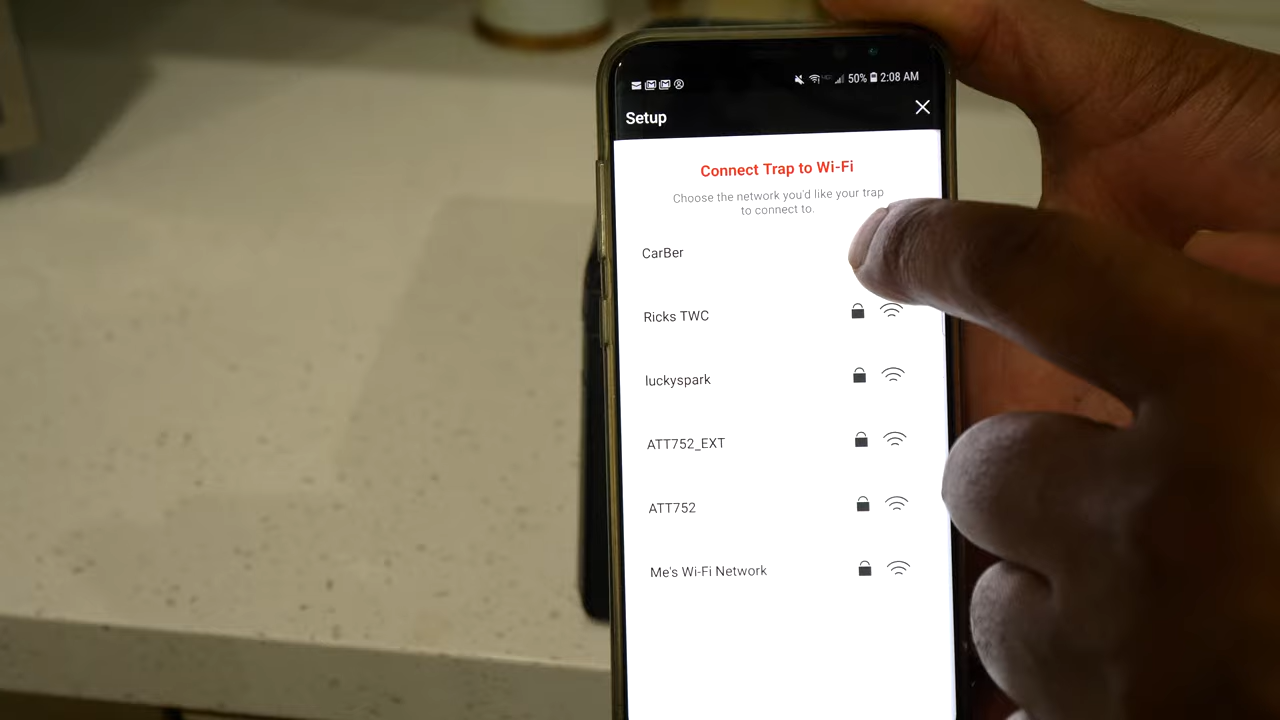 50% 2:08 AM
Setup
Connect Trap to Wi-Fi
Choose the network you'd like your trap
to connect to.
CarBer
Ricks TWC
luckyspark
ATT752_EXT
ATT752
Me's Wi-Fi Network